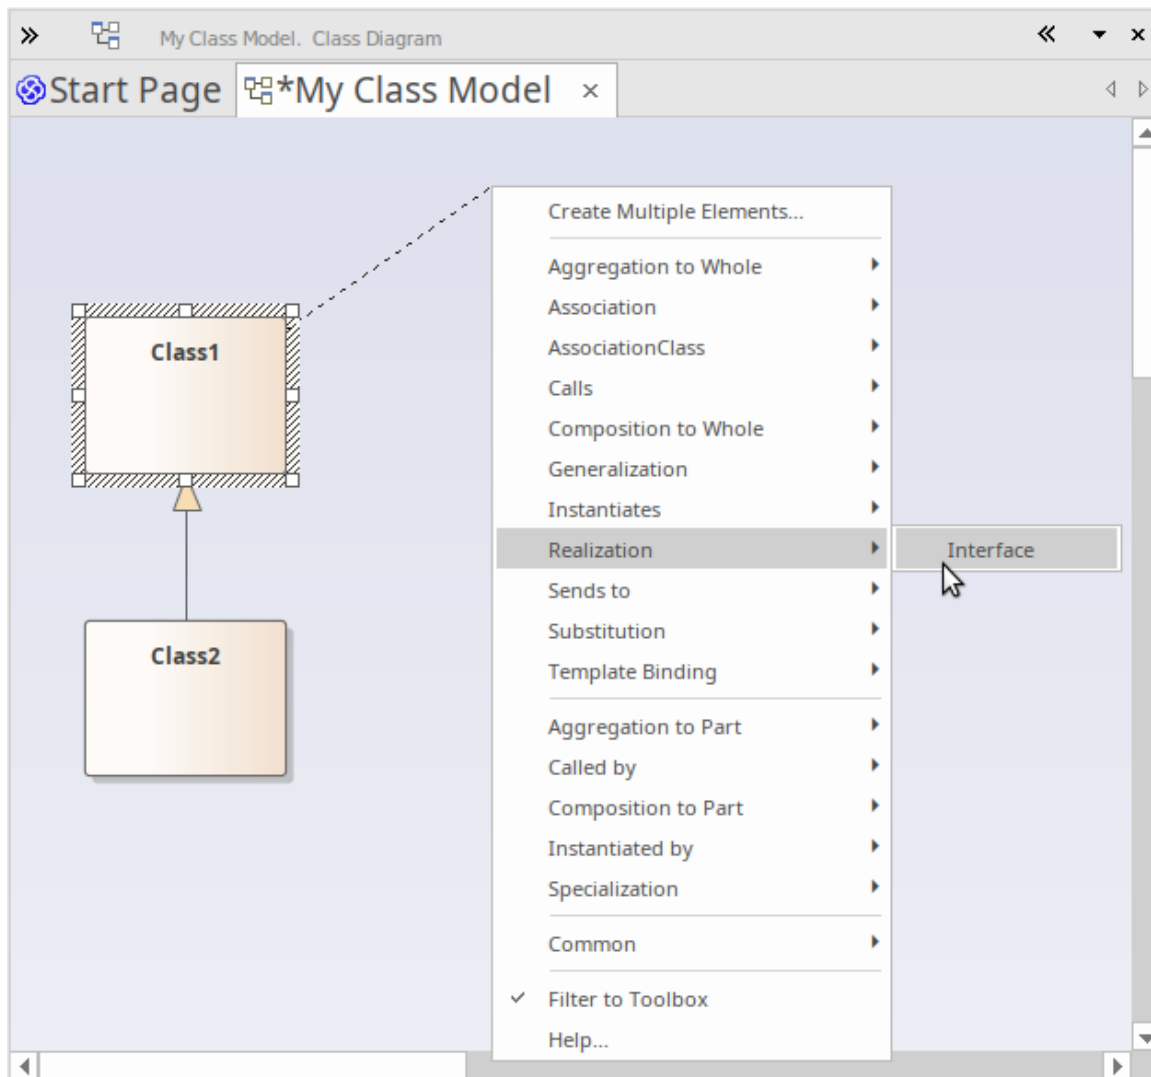 My Class Model.  Class Diagram
Start Page
*My Class Model
Create Multiple Elements...
Aggregation to Whole
Association
AssociationClass
Calls
Composition to Whole
Generalization
Instantiates
Realization
Interface
Sends to
Substitution
Template Binding
Aggregation to Part
Called by
Composition to Part
Instantiated by
Specialization
Common
Filter to Toolbox
Help...
Class1
Class2